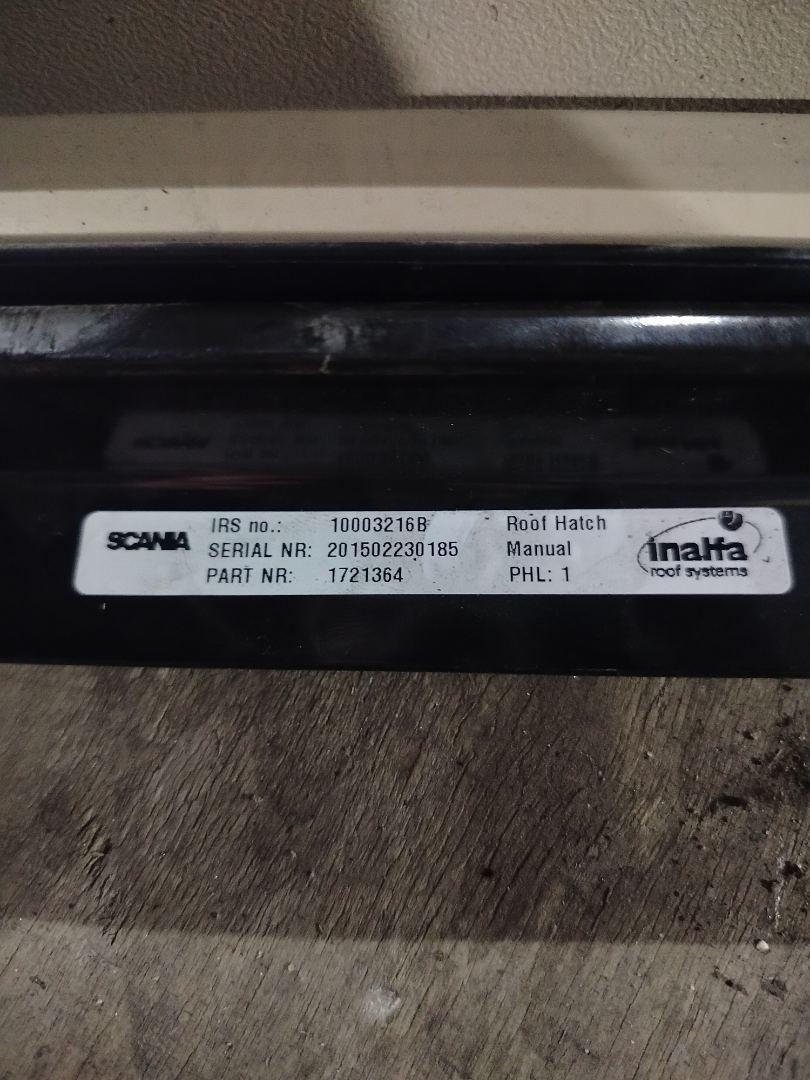 SCANIA
IRS no.: 10003216B Roof Hatch
SERIAL NR: 201502230185 Manual
PART NR: 1721364 PHL: 1
inalfa
roof systems